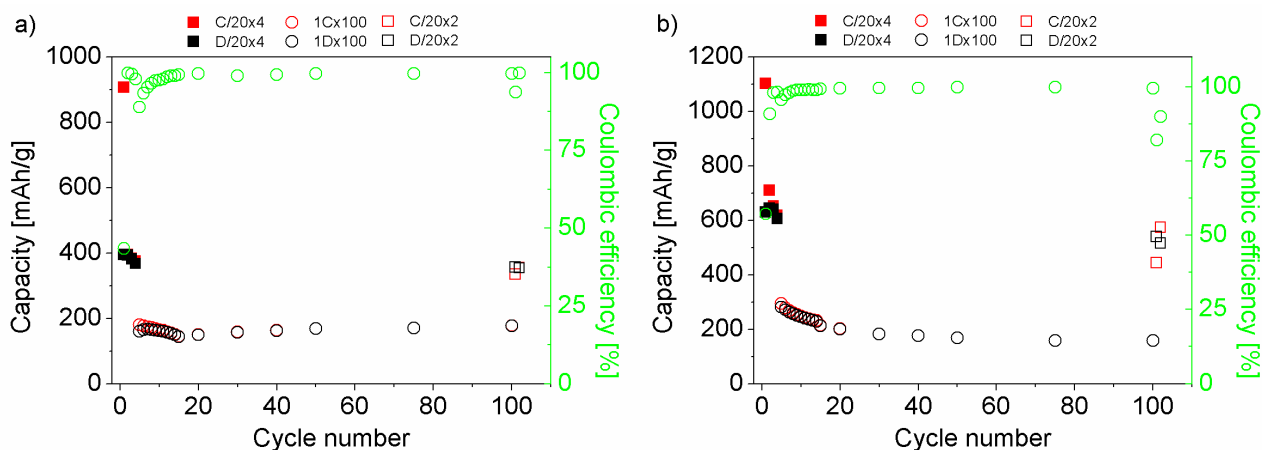 a)
C/20x4 1Cx100 C/20x2
D/20x4 1Dx100 D/20x2
1000
800
600
400
200
0
Capacity [mAh/g]
0 20 40 60 80 100
Cycle number
100
75
50
25
0
Coulombic efficiency [%]
b)
C/20x4 1Cx100 C/20x2
D/20x4 1Dx100 D/20x2
1200
1000
800
600
400
200
0
Capacity [mAh/g]
0 20 40 60 80 100
Cycle number
100
75
50
25
0
Coulombic efficiency [%]